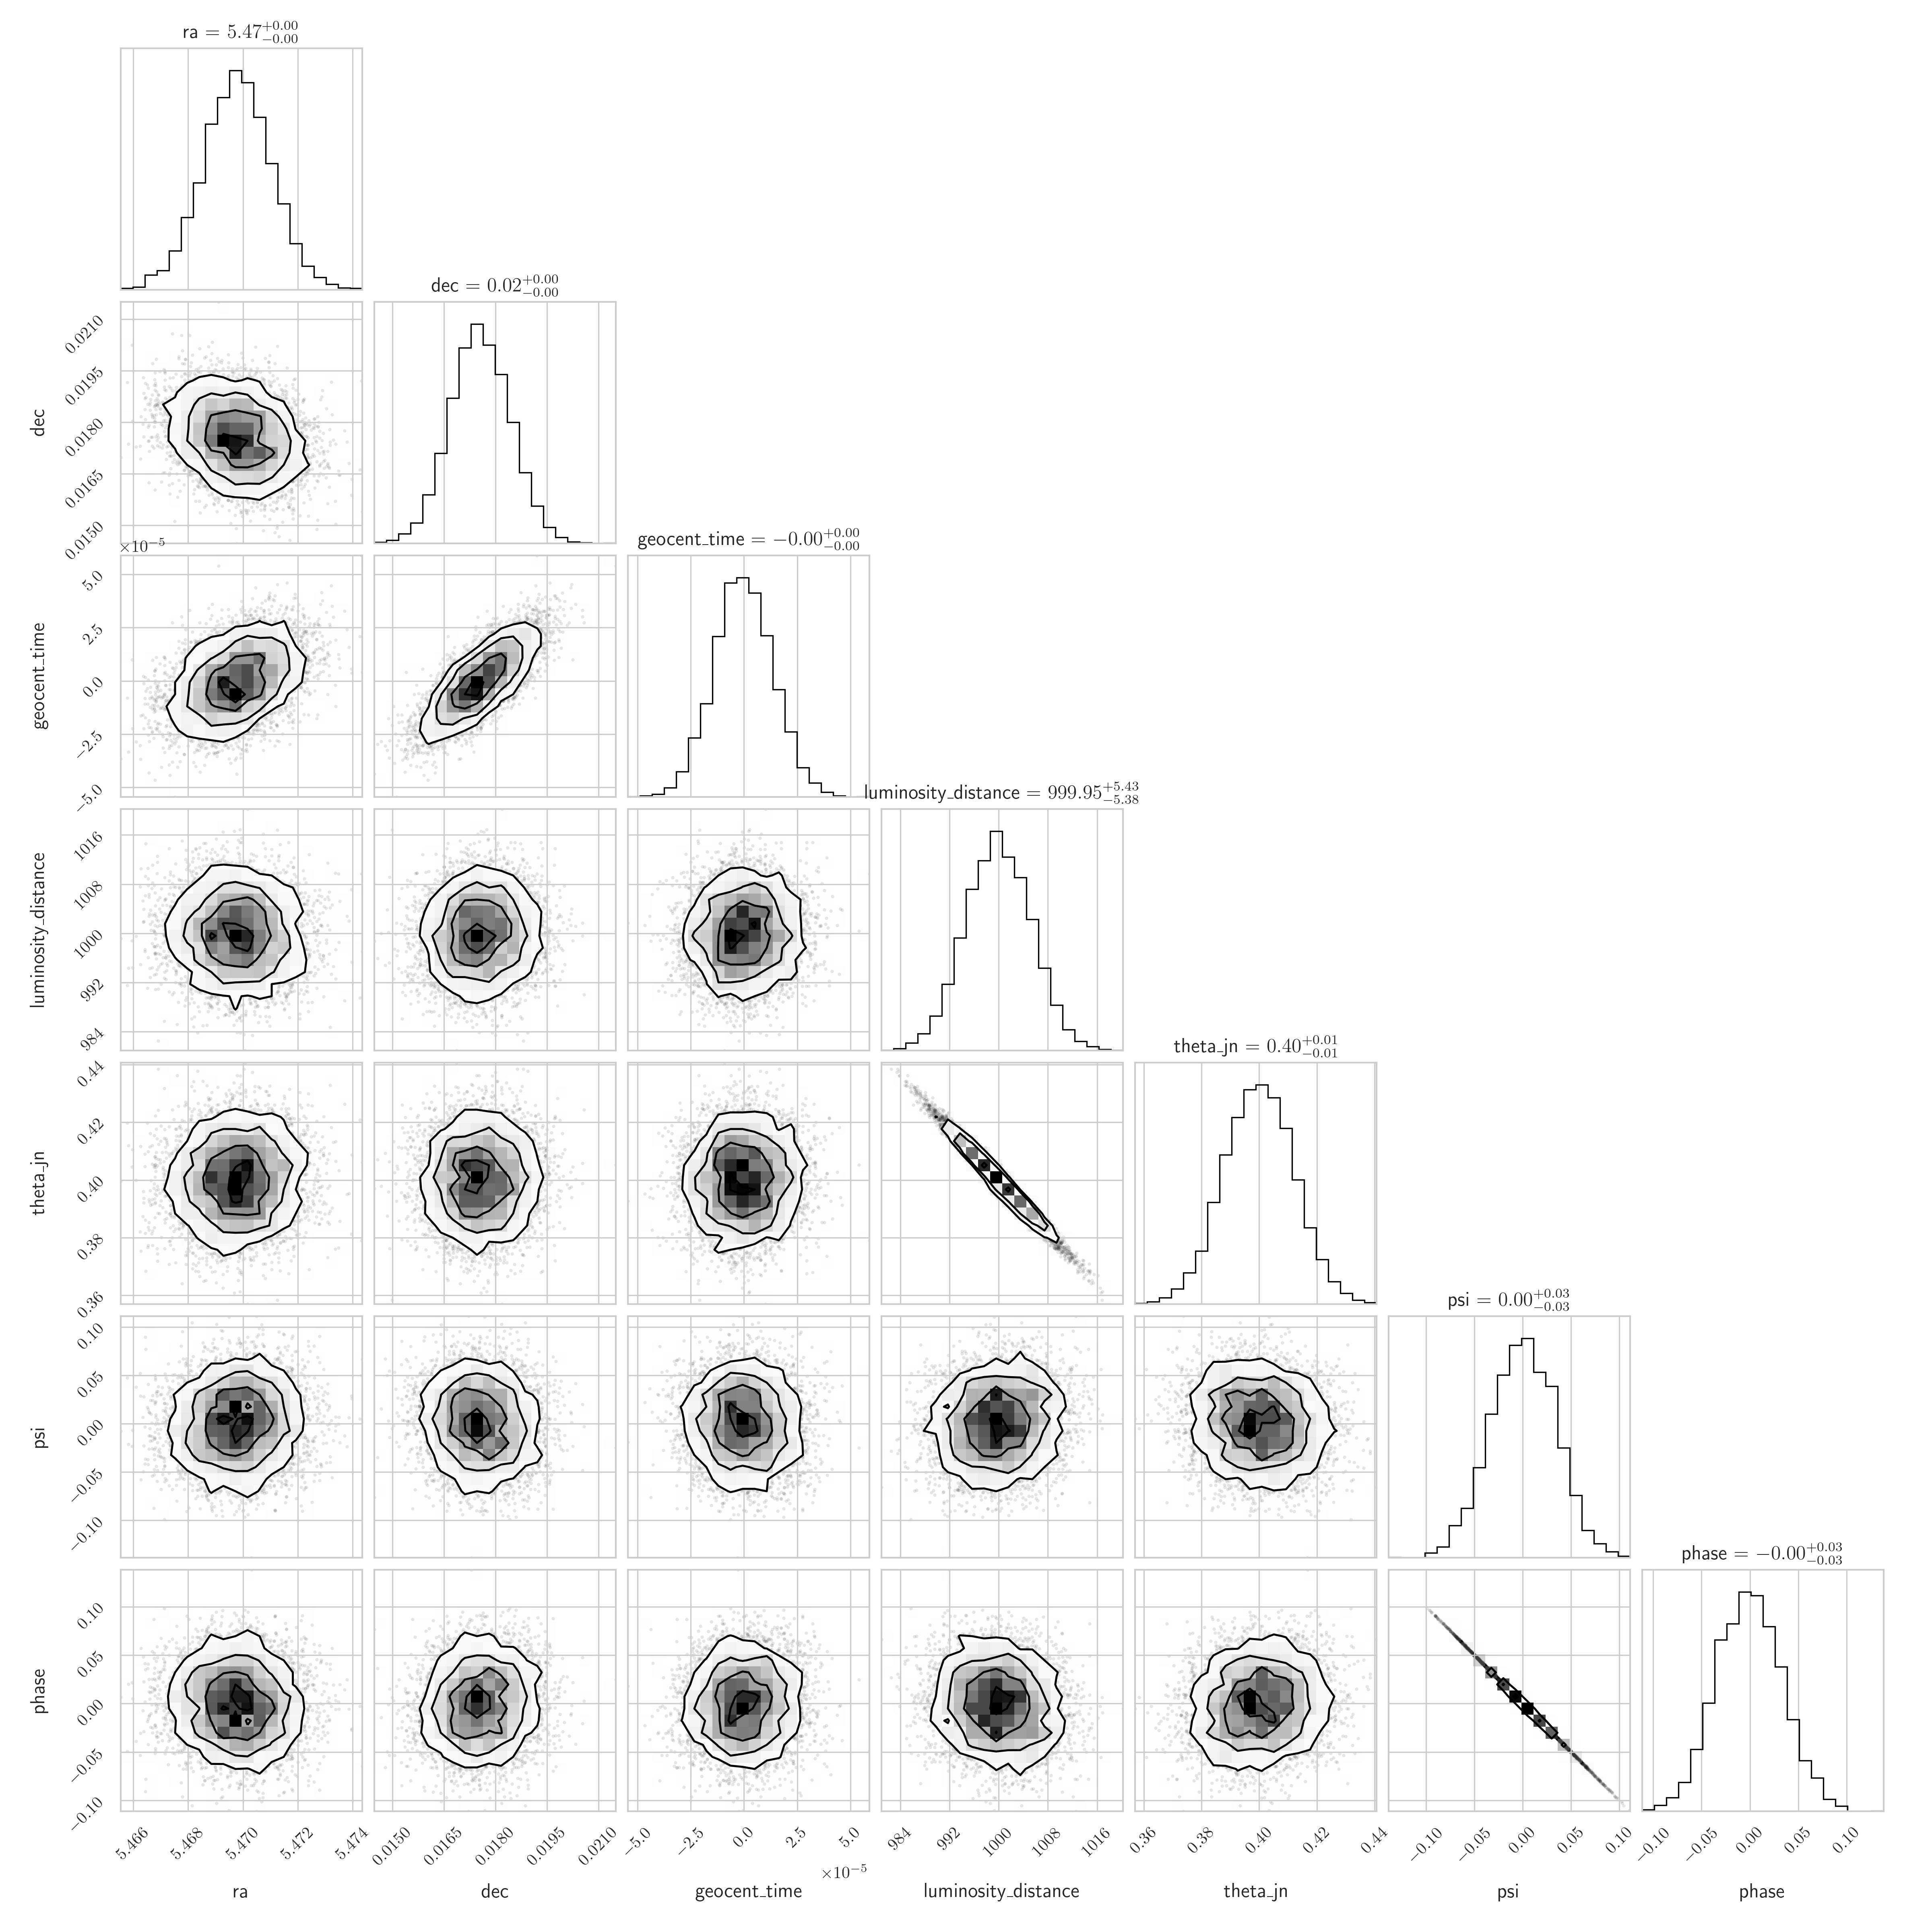 ra = 5.47+0.00 −0.00
dec = 0.02+0.00 −0.00
0.0210
0.0195
0.0180
0.0165
0.0150
dec
×10−5
geocent_time = −0.00+0.00 −0.00
5.0
2.5
0.0
−2.5
−5.0
geocent_time
luminosity_distance = 999.95+5.43 −5.38
1016
1008
1000
992
984
luminosity_distance
theta_jn = 0.40+0.01 −0.01
0.44
0.42
0.40
0.38
0.36
theta_jn
psi = 0.00+0.03 −0.03
0.10
0.05
0.00
−0.05
−0.10
psi
phase = −0.00+0.03 −0.03
0.10
0.05
0.00
−0.05
−0.10
phase
5.466 5.468 5.470 5.472 5.474 0.0150 0.0165 0.0180 0.0195 0.0210 −5.0 −2.5 0.0 2.5 5.0 984 992 1000 1008 1016 0.36 0.38 0.40 0.42 0.44 −0.10 −0.05 0.00 0.05 0.10 −0.10 −0.05 0.00 0.05 0.10
×10−5
ra dec geocent_time luminosity_distance theta_jn psi phase